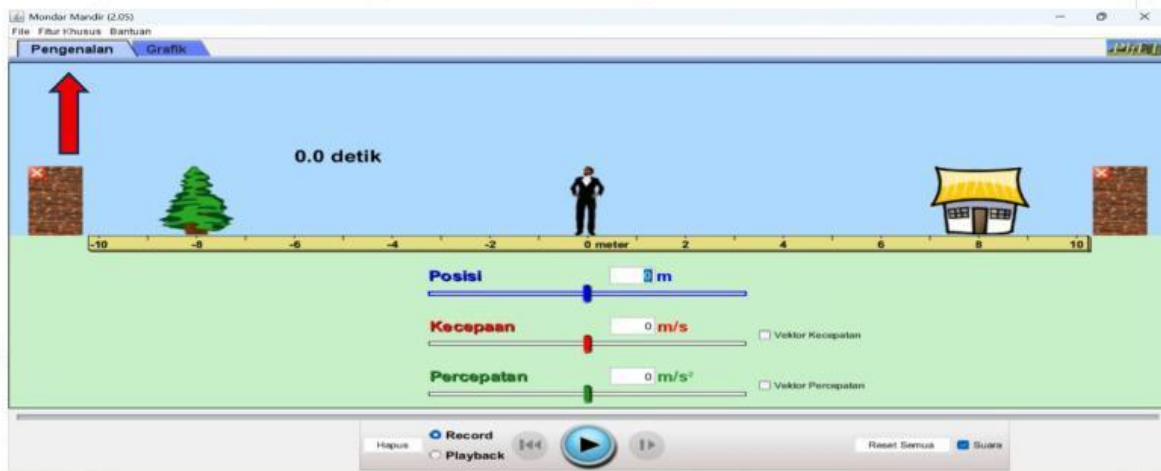 Mondar Mandir (2.05)
File Fitur Khusus Bantuan
Pengenalan Grafik
0.0 detik
-10 -8 -6 -4 -2 0 meter 2 4 6 8 10
Posisi 0 m
Kecepaan 0 m/s
Vektor Kecepatan
Percepatan 0 m/s²
Vektor Percepatan
Hapus
Record
Playback
Reset Semua
Suara